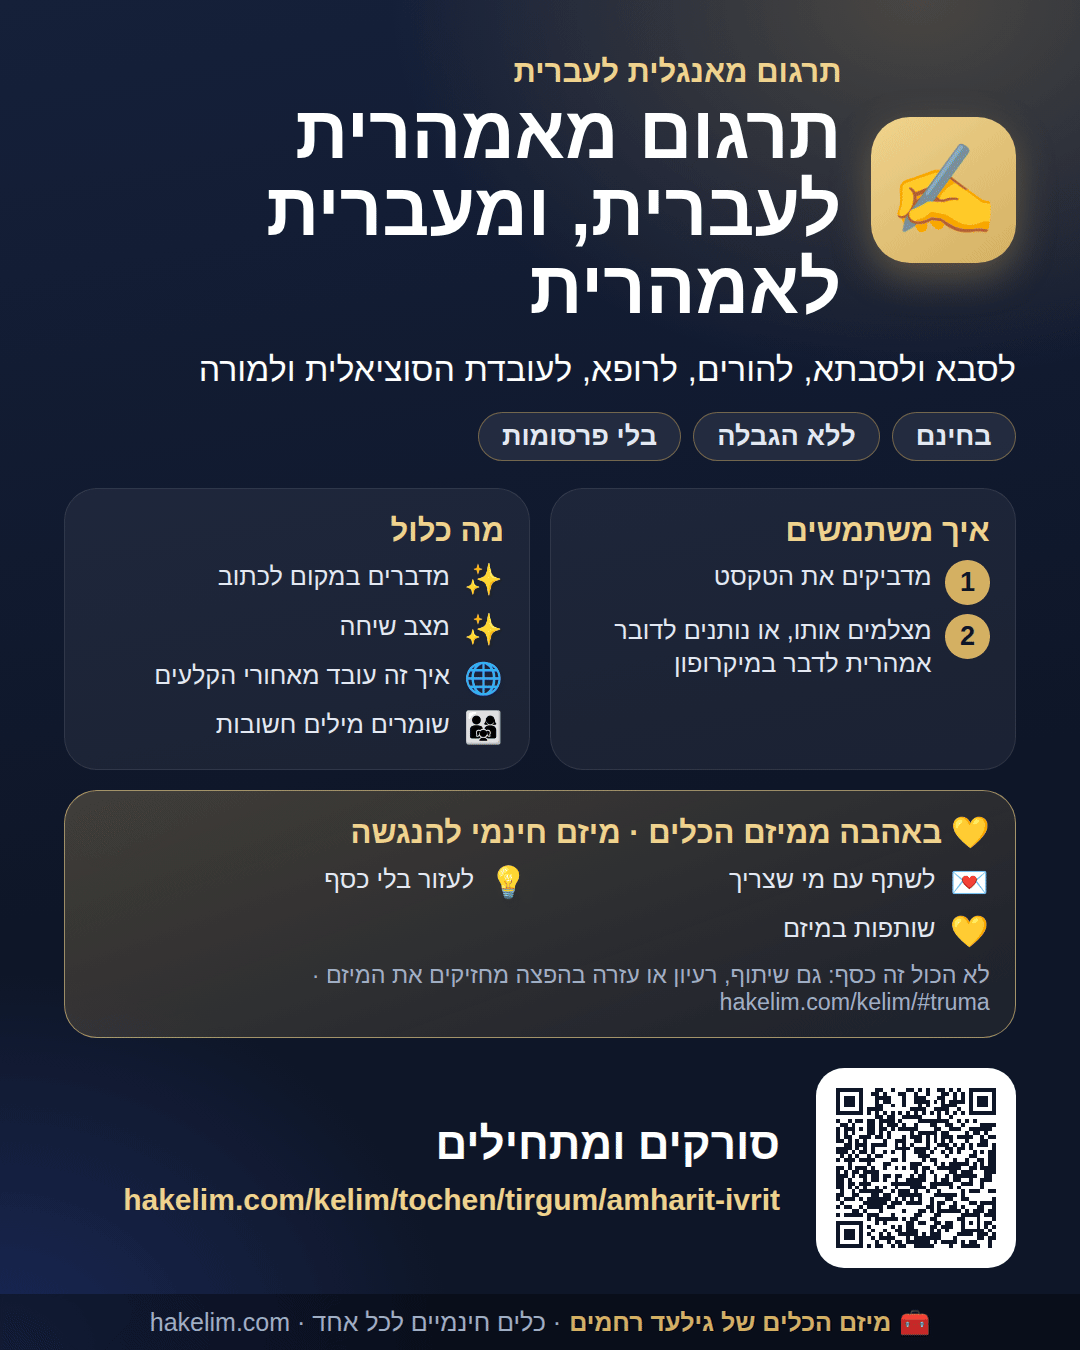 תרגום מאנגלית לעברית
תרגום מאמהרית
לעברית, ומעברית
לאמהרית
לסבא ולסבתא, להורים, לרופא, לעובדת הסוציאלית ולמורה
בחינם
ללא הגבלה
בלי פרסומות
איך משתמשים
1 מדביקים את הטקסט
2 מצלמים אותו, או נותנים לדובר
אמהרית לדבר במיקרופון
מה כלול
מדברים במקום לכתוב
מצב שיחה
איך זה עובד מאחורי הקלעים
שומרים מילים חשובות
באהבה ממיזם הכלים · מיזם חינמי להנגשה
לשתף עם מי שצריך
לעזור בלי כסף
שותפות במיזם
לא הכול זה כסף: גם שיתוף, רעיון או עזרה בהפצה מחזיקים את המיזם ·
hakelim.com/kelim/#truma
סורקים ומתחילים
hakelim.com/kelim/tochen/tirgum/amharit-ivrit
מיזם הכלים של גילעד רחמים · כלים חינמיים לכל אחד · hakelim.com